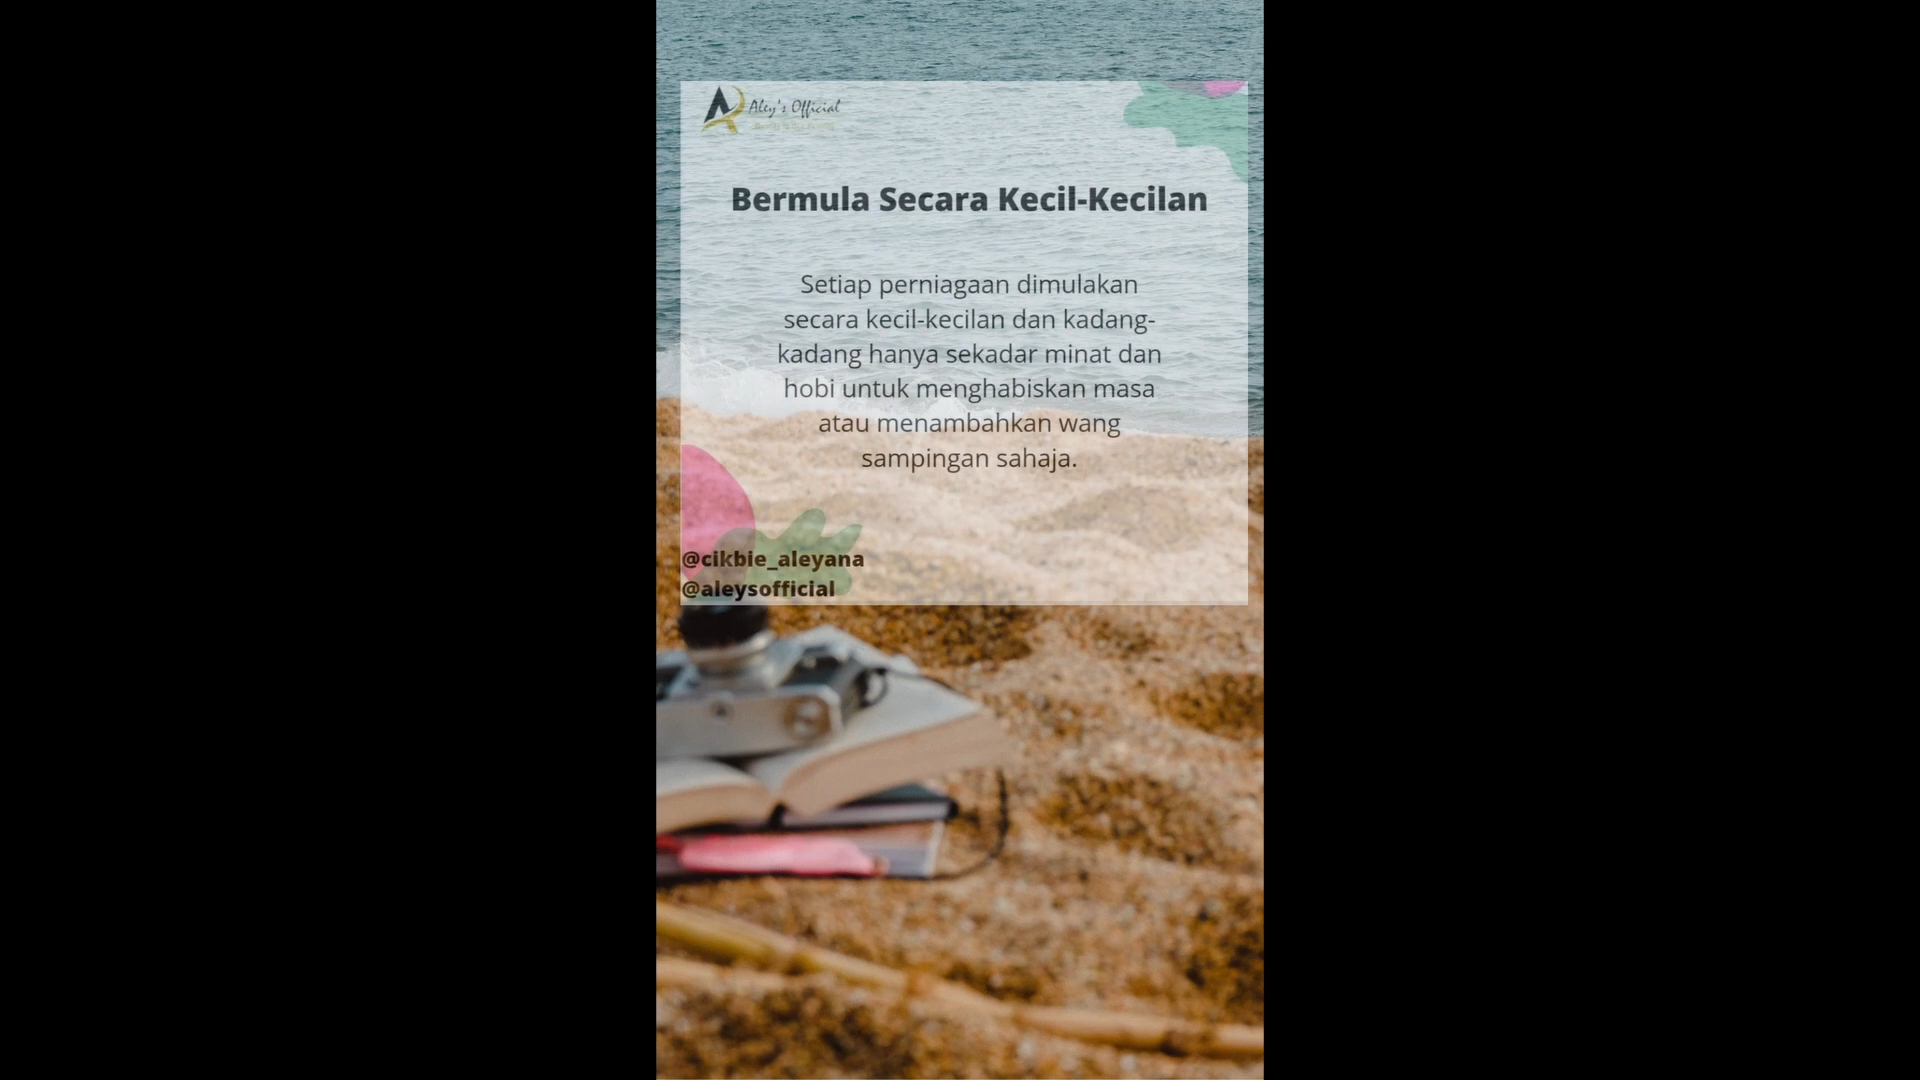 Aley's Official
Bermula Secara Kecil-Kecilan
Setiap perniagaan dimulakan
secara kecil-kecilan dan kadang-
kadang hanya sekadar minat dan
hobi untuk menghabiskan masa
atau menambahkan wang
sampingan sahaja.
@cikbie_aleyana
@aleysofficial